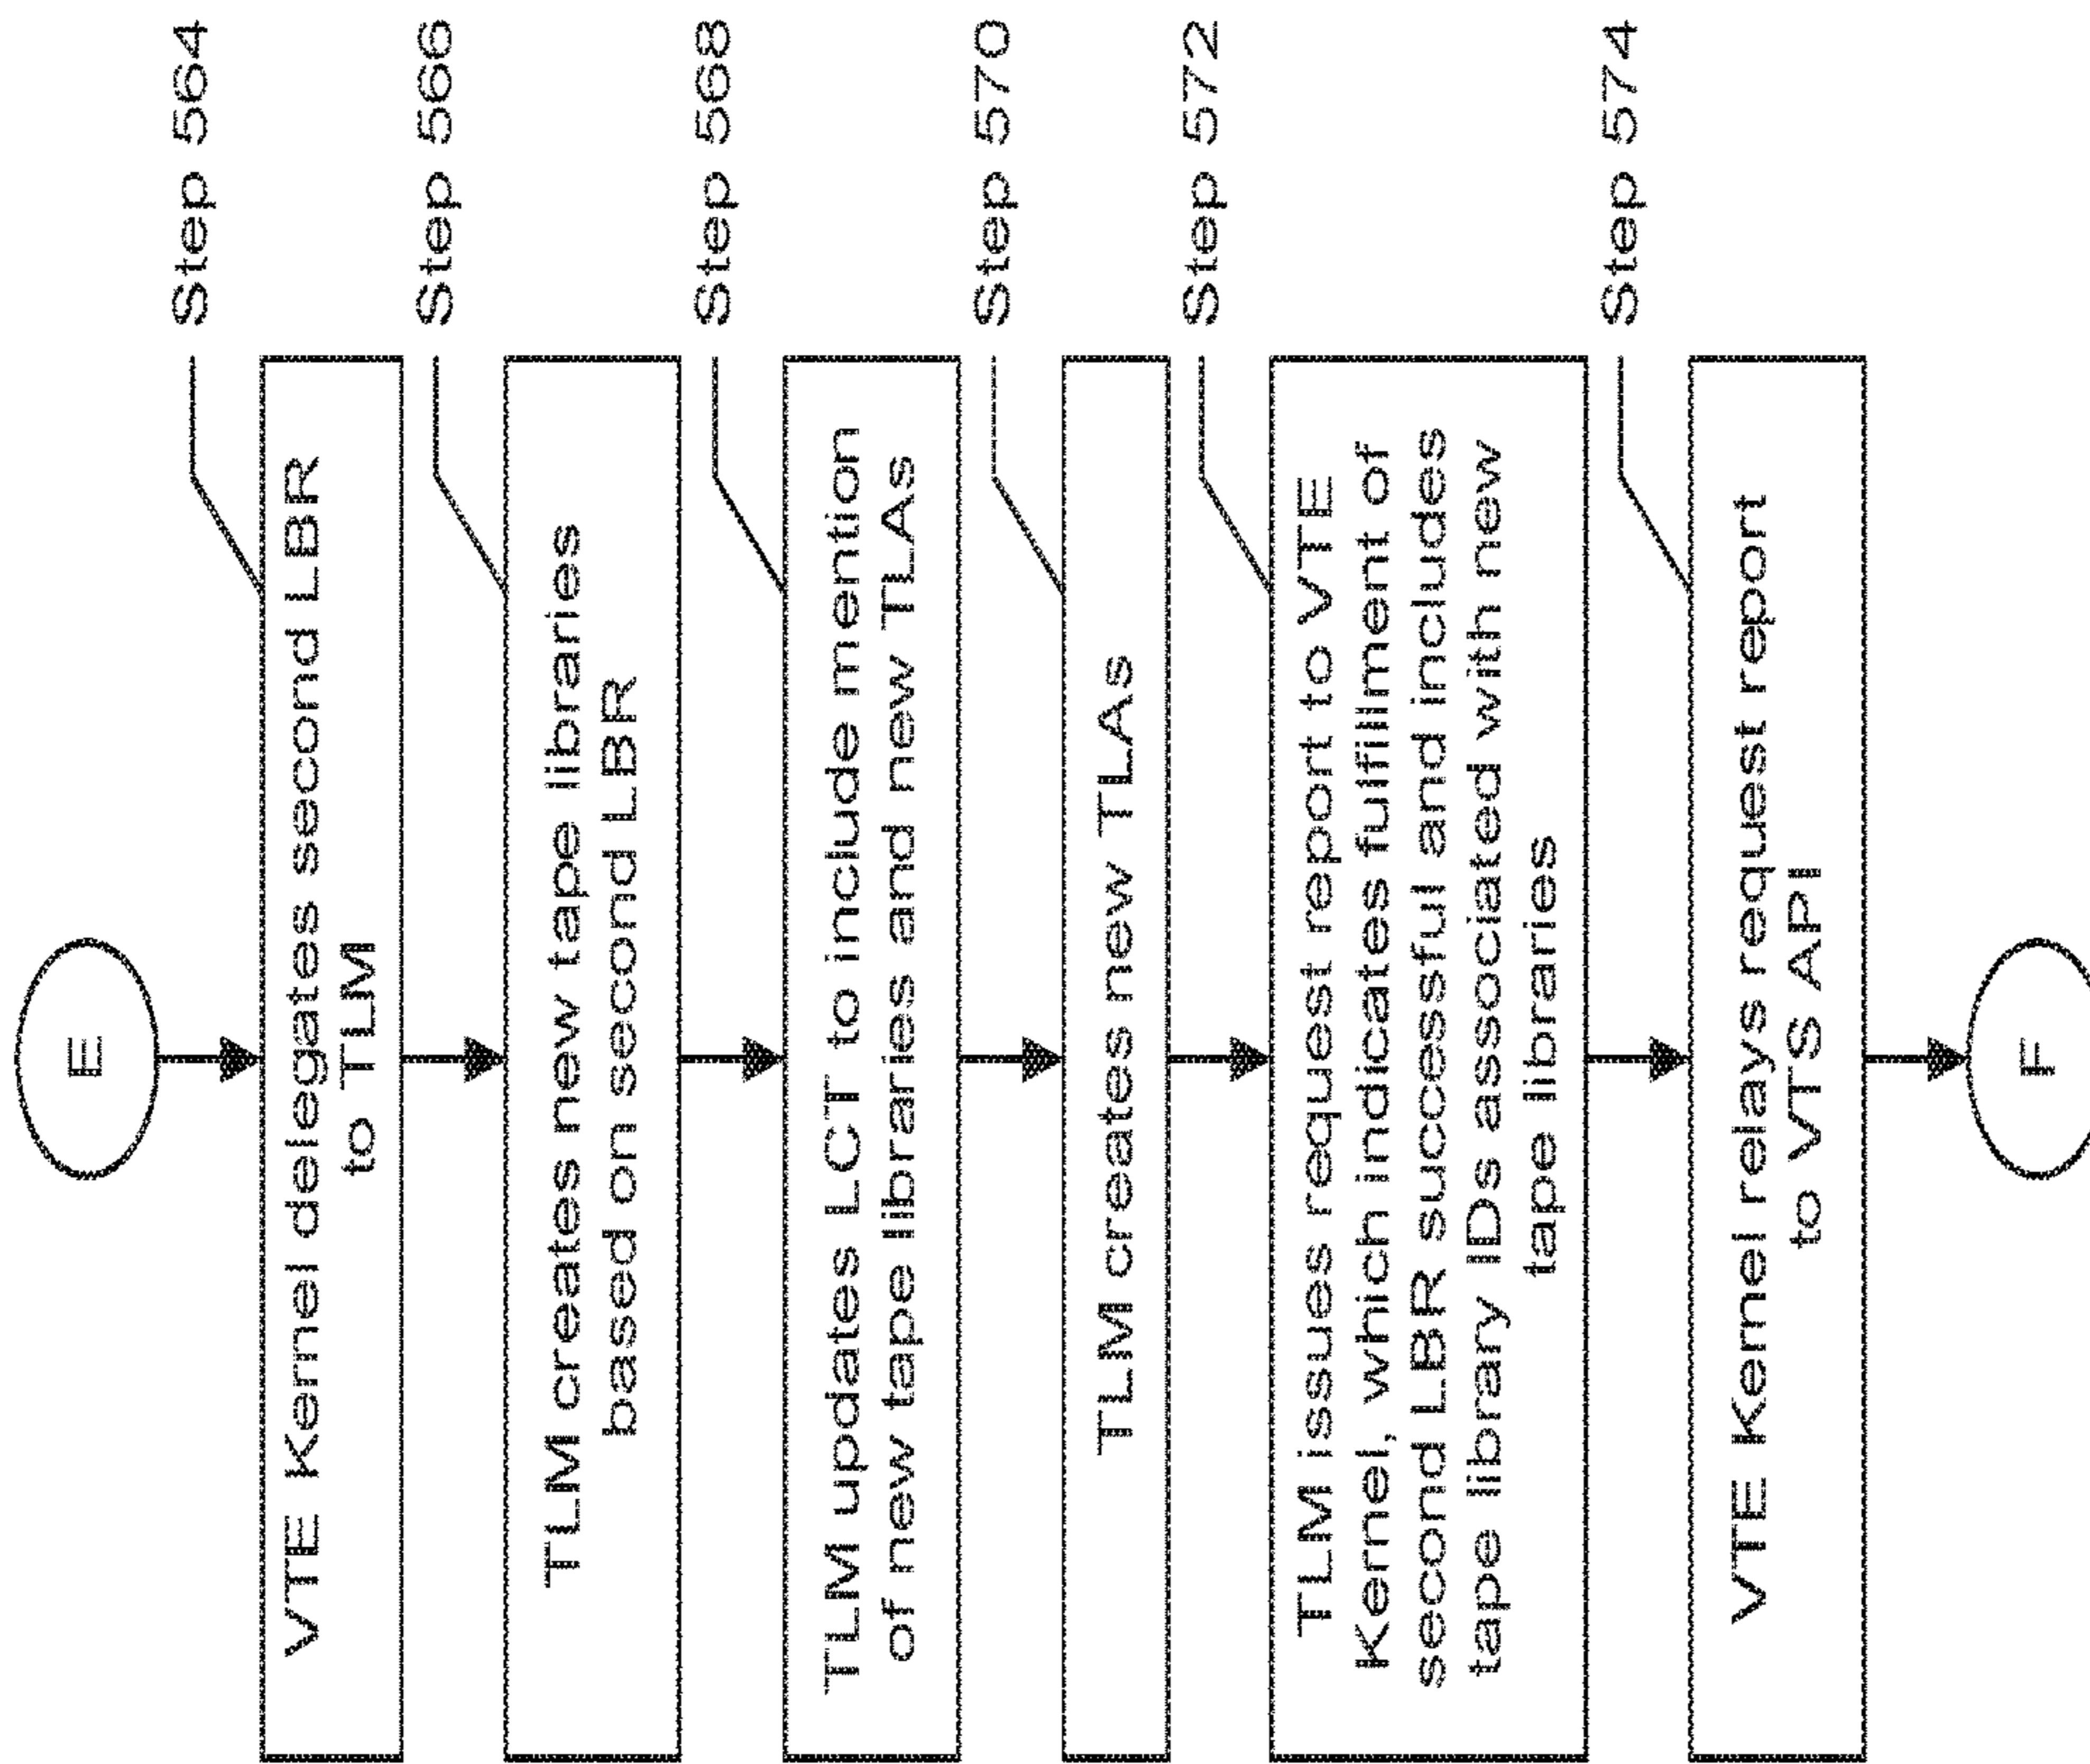 E
Step 564
VTE Kernel delegates second LBR
to TLM
Step 566
TLM creates new tape libraries
based on second LBR
Step 568
TLM updates LCT to include mention
of new tape libraries and new TLAs
Step 570
TLM creates new TLAs
Step 572
TLM issues request report to VTE
Kernel, which indicates fulfillment of
second LBR successful and includes
tape library IDs associated with new
tape libraries
Step 574
VTE Kernel relays request report
to VTS API
F